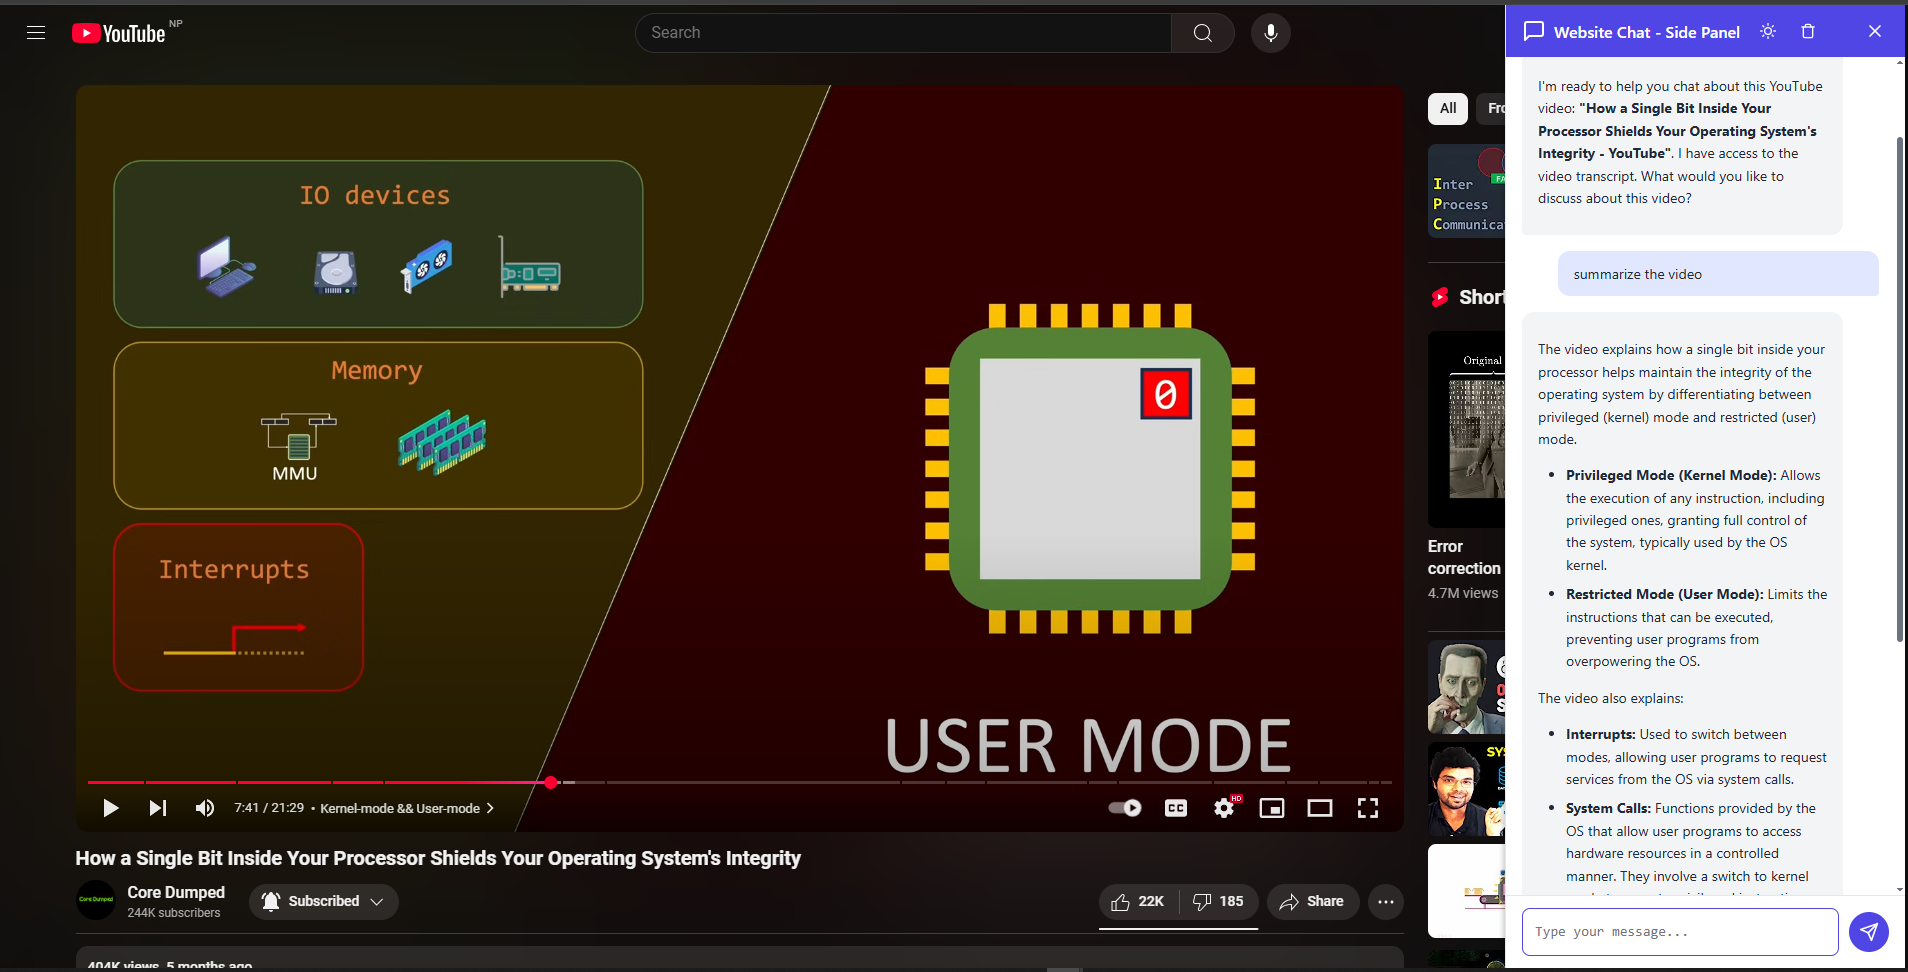 YouTube NP
Search
IO devices
Memory
MMU
Interrupts
0
USER MODE
7:41 / 21:29 • Kernel-mode && User-mode
CC
HD
How a Single Bit Inside Your Processor Shields Your Operating System's Integrity
Core Dumped
Core Dumped
244K subscribers
Subscribed
22K
185
Share
404K views 5 months ago
All
Fro
Inter
Process
Communica
FA
Short
Original
Error
correction
4.7M views
SYS
Website Chat - Side Panel
I'm ready to help you chat about this YouTube
video: "How a Single Bit Inside Your
Processor Shields Your Operating System's
Integrity - YouTube". I have access to the
video transcript. What would you like to
discuss about this video?
summarize the video
The video explains how a single bit inside your
processor helps maintain the integrity of the
operating system by differentiating between
privileged (kernel) mode and restricted (user)
mode.
• Privileged Mode (Kernel Mode): Allows
the execution of any instruction, including
privileged ones, granting full control of
the system, typically used by the OS
kernel.
• Restricted Mode (User Mode): Limits the
instructions that can be executed,
preventing user programs from
overpowering the OS.
The video also explains:
• Interrupts: Used to switch between
modes, allowing user programs to request
services from the OS via system calls.
• System Calls: Functions provided by the
OS that allow user programs to access
hardware resources in a controlled
manner. They involve a switch to kernel
Type your message...